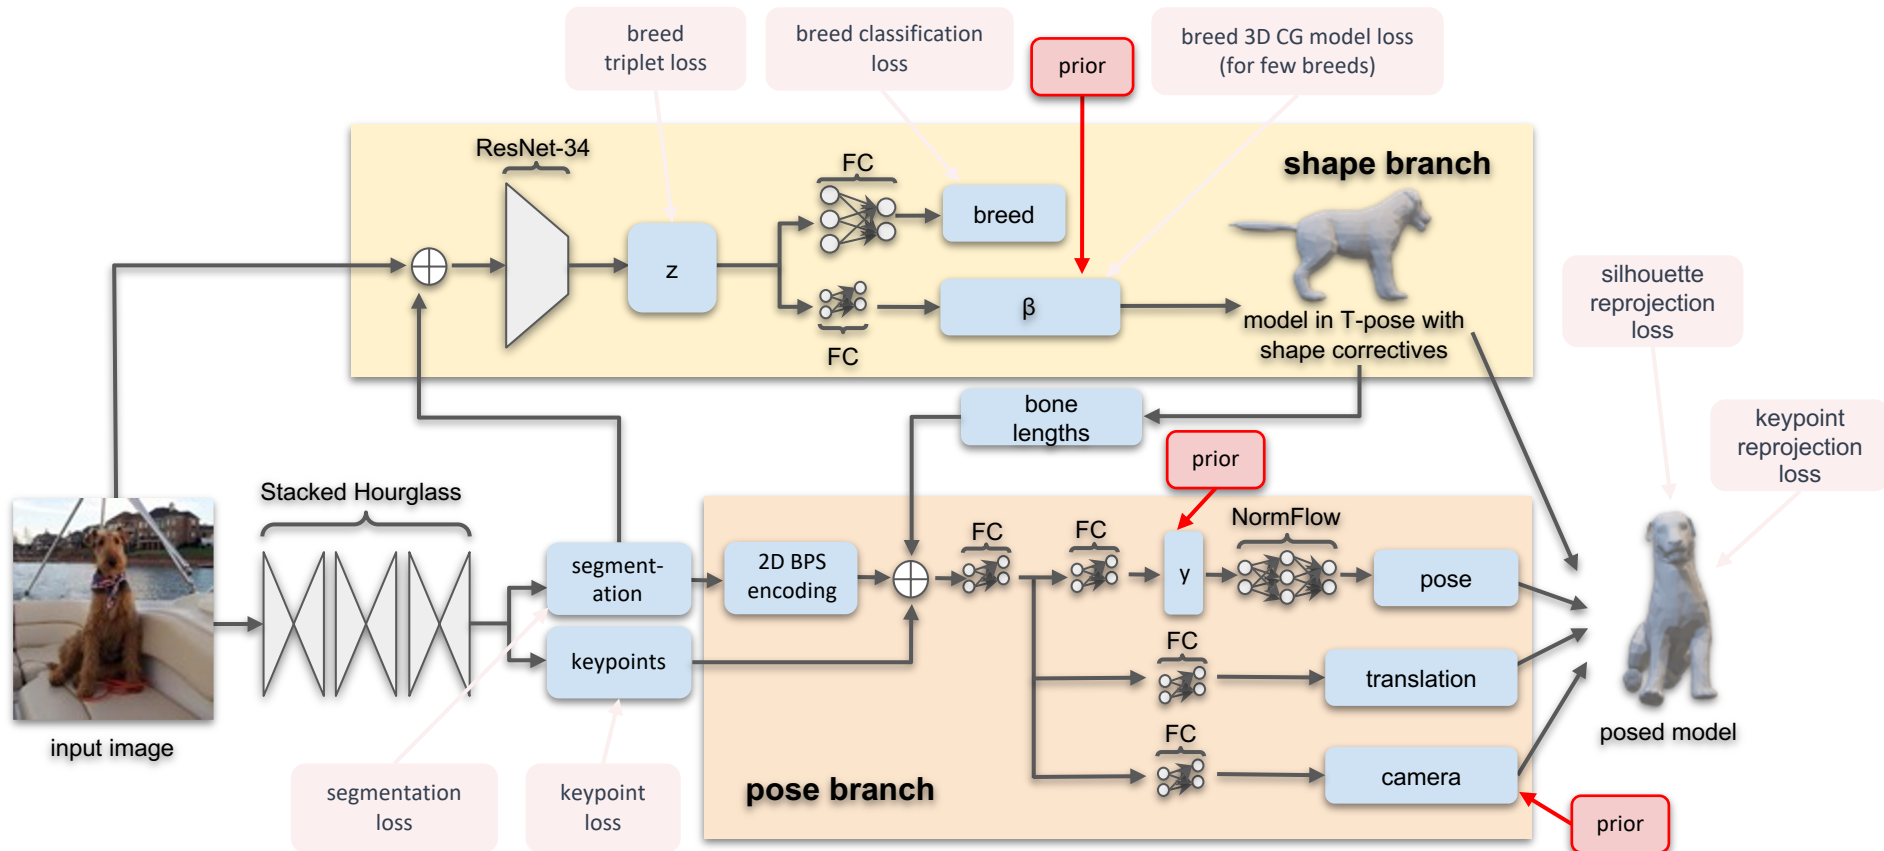 breed
triplet loss
breed classification
loss
prior
breed 3D CG model loss
(for few breeds)
ResNet-34
FC
shape branch
breed
z
β
FC
model in T-pose with
shape correctives
silhouette
reprojection
loss
bone
lengths
keypoint
reprojection
loss
prior
Stacked Hourglass
segment-
ation
2D BPS
encoding
FC
FC
y
NormFlow
pose
keypoints
FC
translation
input image
posed model
FC
camera
pose branch
segmentation
loss
keypoint
loss
prior